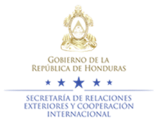 GOBIERNO DE LA
REPÚBLICA DE HONDURAS
SECRETARÍA DE RELACIONES
EXTERIORES Y COOPERACIÓN
INTERNACIONAL